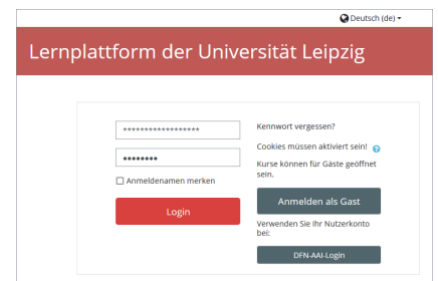 Deutsch (de)
Lernplattform der Universität Leipzig
******************
••••••••
Anmeldenamen merken
Login
Kennwort vergessen?
Cookies müssen aktiviert sein!
Kurse können für Gäste geöffnet
sein.
Anmelden als Gast
Verwenden Sie Ihr Nutzerkonto
bei:
DFN-AAI-Login